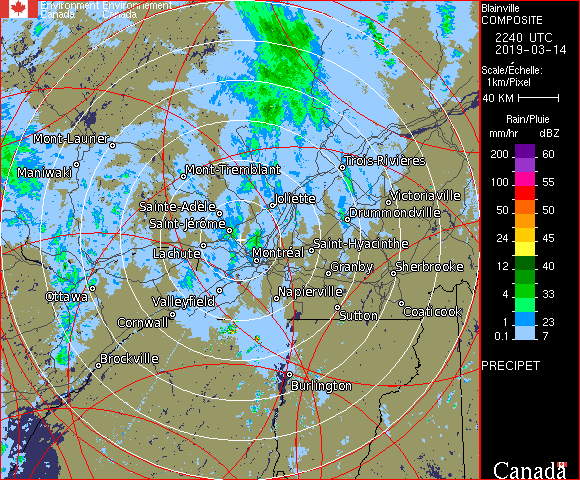 Environment Environnement
Canada Canada
Blainville
COMPOSITE
2240 UTC
2019-03-14
Scale/Échelle:
1km/Pixel
40 KM
Rain/Pluie
mm/hr dBZ
200 60
100 55
50 50
24 45
12 40
4 33
1 23
0.1 7
PRECIPET
Canada
Mont-Laurier
Maniwaki
Mont-Tremblant
Trois-Rivières
Sainte-Adèle
Joliette
Victoriaville
Drummondville
Saint-Jérôme
Lachute
Montréal
Saint-Hyacinthe
Granby
Sherbrooke
Ottawa
Valleyfield
Napierville
Cornwall
Sutton
Coaticook
Brockville
Burlington